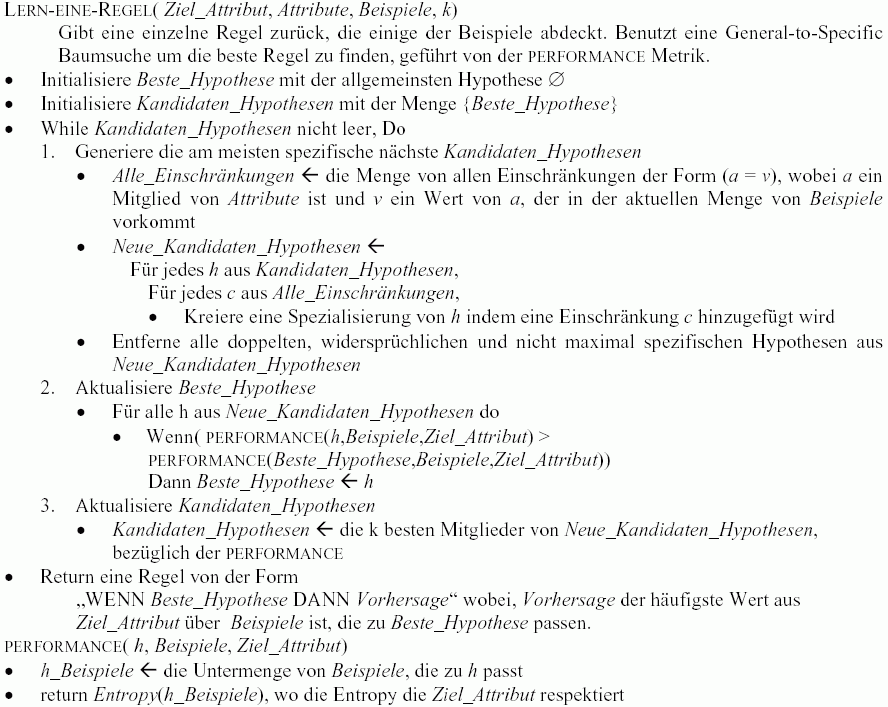 LERN-EINE-REGEL( Ziel_Attribut, Attribute, Beispiele, k)
Gibt eine einzelne Regel zurück, die einige der Beispiele abdeckt. Benutzt eine General-to-Specific
Baumsuche um die beste Regel zu finden, geführt von der PERFORMANCE Metrik.
• Initialisiere Beste_Hypothese mit der allgemeinsten Hypothese ∅
• Initialisiere Kandidaten_Hypothesen mit der Menge {Beste_Hypothese}
• While Kandidaten_Hypothesen nicht leer, Do
1. Generiere die am meisten spezifische nächste Kandidaten_Hypothesen
• Alle_Einschränkungen ← die Menge von allen Einschränkungen der Form (a = v), wobei a ein
Mitglied von Attribute ist und v ein Wert von a, der in der aktuellen Menge von Beispiele
vorkommt
• Neue_Kandidaten_Hypothesen ←
Für jedes h aus Kandidaten_Hypothesen,
Für jedes c aus Alle_Einschränkungen,
• Kreiere eine Spezialisierung von h indem eine Einschränkung c hinzugefügt wird
• Entferne alle doppelten, widersprüchlichen und nicht maximal spezifischen Hypothesen aus
Neue_Kandidaten_Hypothesen
2. Aktualisiere Beste_Hypothese
• Für alle h aus Neue_Kandidaten_Hypothesen do
• Wenn( PERFORMANCE(h,Beispiele,Ziel_Attribut) >
PERFORMANCE(Beste_Hypothese,Beispiele,Ziel_Attribut))
Dann Beste_Hypothese ← h
3. Aktualisiere Kandidaten_Hypothesen
• Kandidaten_Hypothesen ← die k besten Mitglieder von Neue_Kandidaten_Hypothesen,
bezüglich der PERFORMANCE
• Return eine Regel von der Form
„WENN Beste_Hypothese DANN Vorhersage“ wobei, Vorhersage der häufigste Wert aus
Ziel_Attribut über Beispiele ist, die zu Beste_Hypothese passen.
PERFORMANCE( h, Beispiele, Ziel_Attribut)
• h_Beispiele ← die Untermenge von Beispiele, die zu h passt
• return Entropy(h_Beispiele), wo die Entropy die Ziel_Attribut respektiert